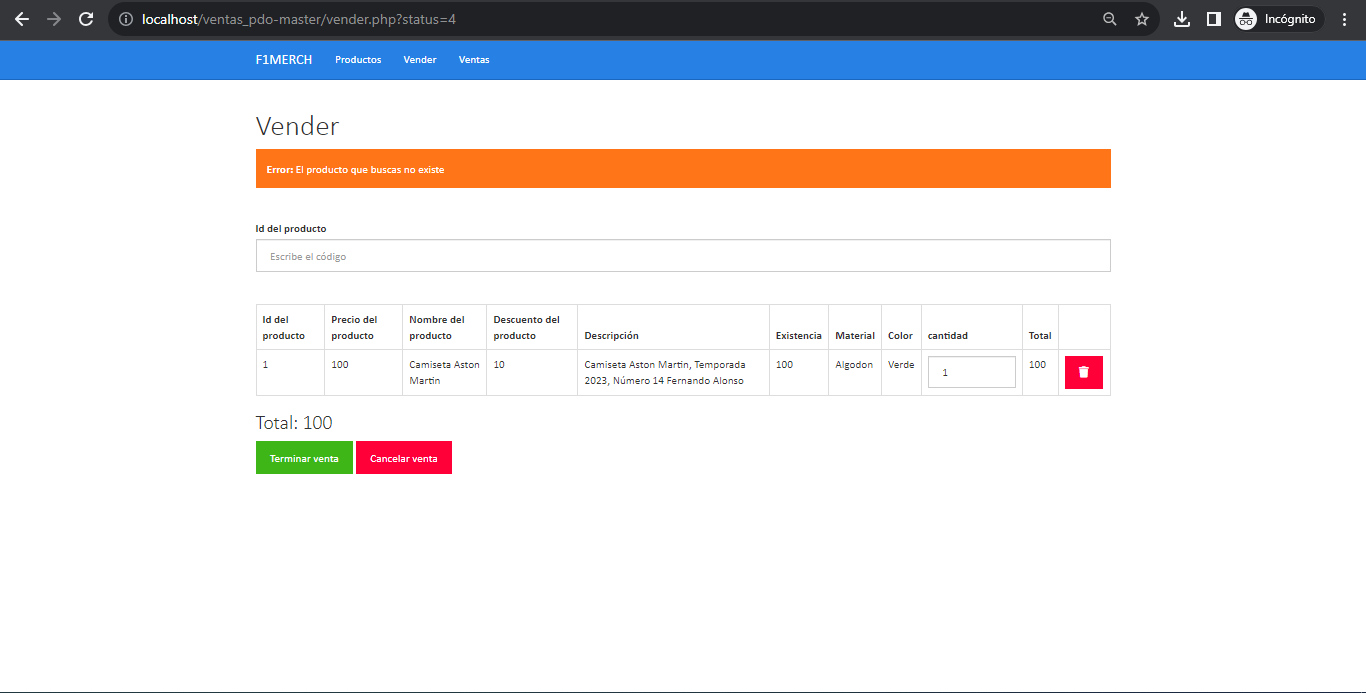 localhost/ventas_pdo-master/vender.php?status=4
Incógnito
F1MERCH Productos Vender Ventas
Vender
Error: El producto que buscas no existe
Id del producto
Escribe el código
Id del producto Precio del producto Nombre del producto Descuento del producto Descripción Existencia Material Color cantidad Total
1 100 Camiseta Aston Martin 10 Camiseta Aston Martin, Temporada 2023, Número 14 Fernando Alonso 100 Algodon Verde 1 100
Total: 100
Terminar venta Cancelar venta